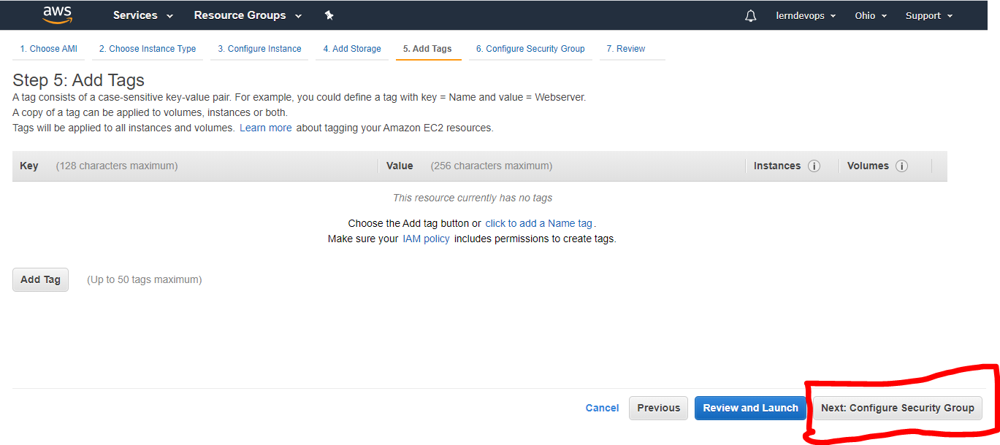 aws Services Resource Groups lerndevops Ohio Support
1. Choose AMI 2. Choose Instance Type 3. Configure Instance 4. Add Storage 5. Add Tags 6. Configure Security Group 7. Review
Step 5: Add Tags
A tag consists of a case-sensitive key-value pair. For example, you could define a tag with key = Name and value = Webserver.
A copy of a tag can be applied to volumes, instances or both.
Tags will be applied to all instances and volumes. Learn more about tagging your Amazon EC2 resources.
Key (128 characters maximum) Value (256 characters maximum) Instances i Volumes i
This resource currently has no tags
Choose the Add tag button or click to add a Name tag.
Make sure your IAM policy includes permissions to create tags.
Add Tag (Up to 50 tags maximum)
Cancel Previous Review and Launch Next: Configure Security Group